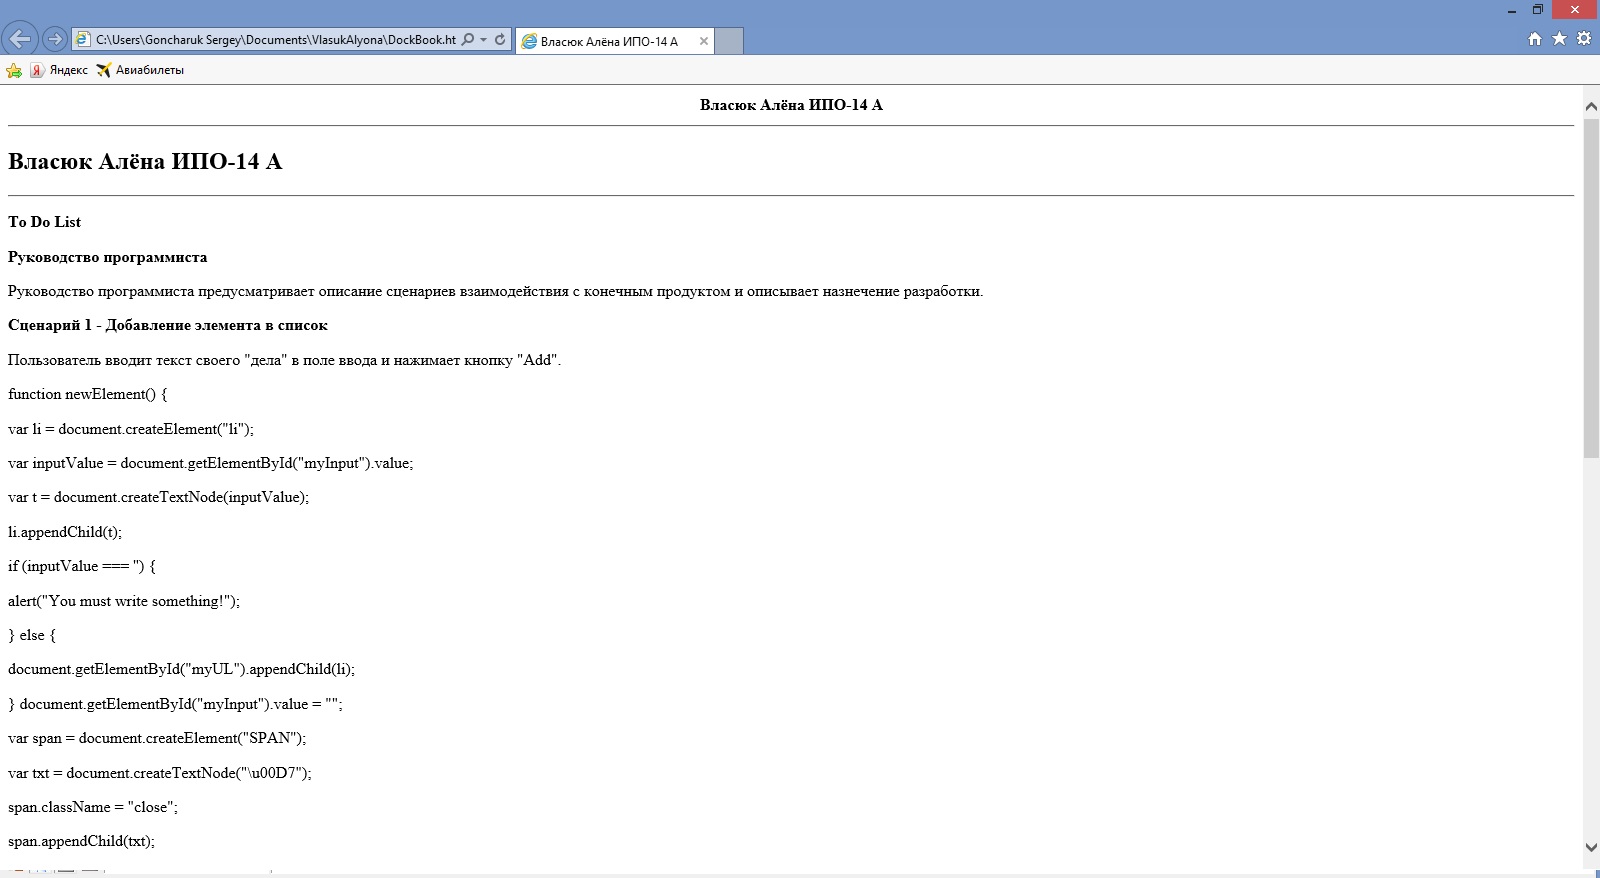 C:\Users\Goncharuk Sergey\Documents\VlasukAlyona\DockBook.ht
Власюк Алёна ИПО-14 А
Яндекс
Авиабилеты
Власюк Алёна ИПО-14 А
Власюк Алёна ИПО-14 А
To Do List
Руководство программиста
Руководство программиста предусматривает описание сценариев взаимодействия с конечным продуктом и описывает назнечение разработки.
Сценарий 1 - Добавление элемента в список
Пользователь вводит текст своего "дела" в поле ввода и нажимает кнопку "Add".
function newElement() {
var li = document.createElement("li");
var inputValue = document.getElementById("myInput").value;
var t = document.createTextNode(inputValue);
li.appendChild(t);
if (inputValue === '') {
alert("You must write something!");
} else {
document.getElementById("myUL").appendChild(li);
} document.getElementById("myInput").value = "";
var span = document.createElement("SPAN");
var txt = document.createTextNode("\u00D7");
span.className = "close";
span.appendChild(txt);